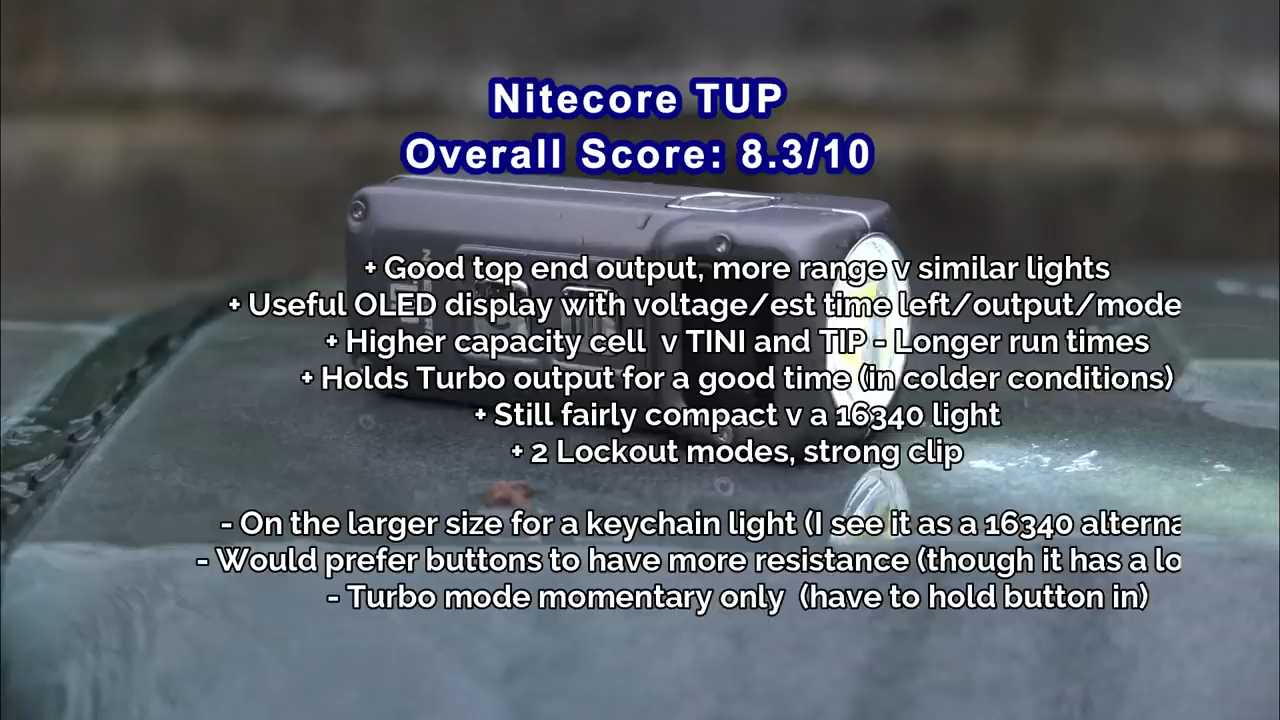 Nitecore TUP
Overall Score: 8.3/10
+ Good top end output, more range v similar lights
+ Useful OLED display with voltage/est time left/output/mode
+ Higher capacity cell v TINI and TIP - Longer run times
+ Holds Turbo output for a good time (in colder conditions)
+ Still fairly compact v a 16340 light
+ 2 Lockout modes, strong clip
- On the larger size for a keychain light (I see it as a 16340 alterna
- Would prefer buttons to have more resistance (though it has a lo
- Turbo mode momentary only (have to hold button in)